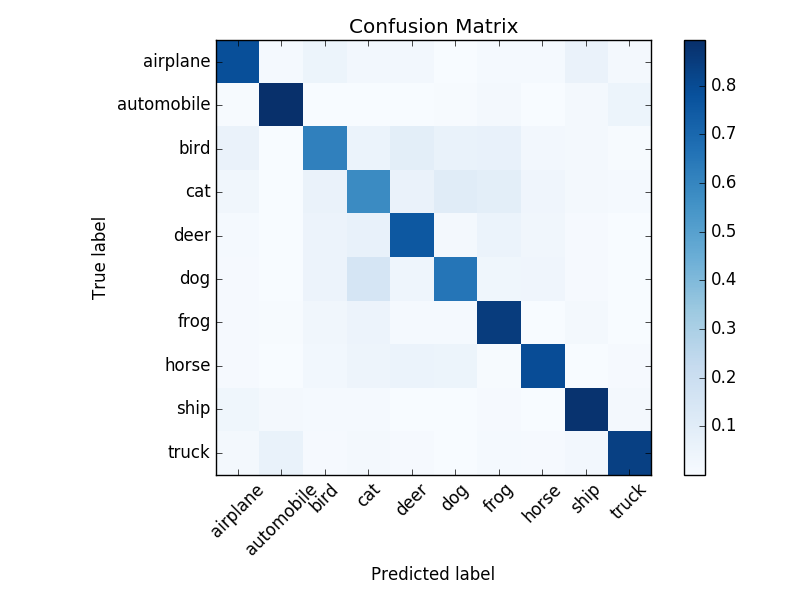 Confusion Matrix
airplane
automobile
bird
cat
deer
dog
frog
horse
ship
truck
True label
airplane
automobile
bird
cat
deer
dog
frog
horse
ship
truck
Predicted label
0.8
0.7
0.6
0.5
0.4
0.3
0.2
0.1